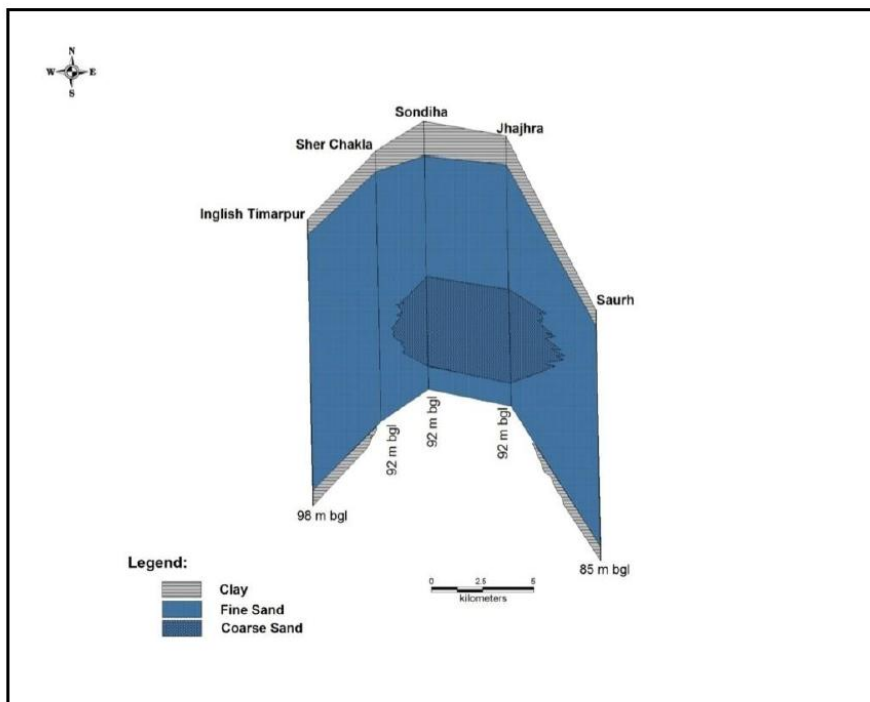 N
W E
S
Sondiha
Jhajhra
Sher Chakla
Inglish Timarpur
Saurh
92 m bgl
92 m bgl
92 m bgl
98 m bgl
85 m bgl
Legend:
Clay
Fine Sand
Coarse Sand
0 2.5 5
kilometers